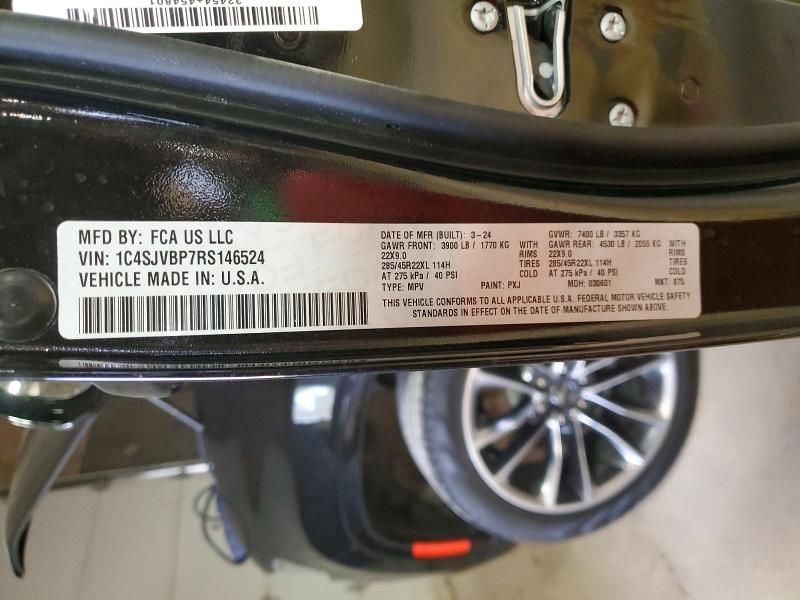 32454+454801
MFD BY: FCA US LLC
VIN: 1C4SJVBP7RS146524
VEHICLE MADE IN: U.S.A.
DATE OF MFR (BUILT): 3-24 GVWR: 7400 LB / 3357 KG
GAWR FRONT: 3900 LB / 1770 KG WITH GAWR REAR: 4530 LB / 2055 KG WITH
22X9.0 RIMS 22X9.0 RIMS
285/45R22XL 114H TIRES 285/45R22XL 114H TIRES
AT 275 kPa / 40 PSI COLD AT 275 kPa / 40 PSI COLD
TYPE: MPV PAINT: PXJ MDH: 030601 MKT: 075
THIS VEHICLE CONFORMS TO ALL APPLICABLE U.S.A. FEDERAL MOTOR VEHICLE SAFETY
STANDARDS IN EFFECT ON THE DATE OF MANUFACTURE SHOWN ABOVE.